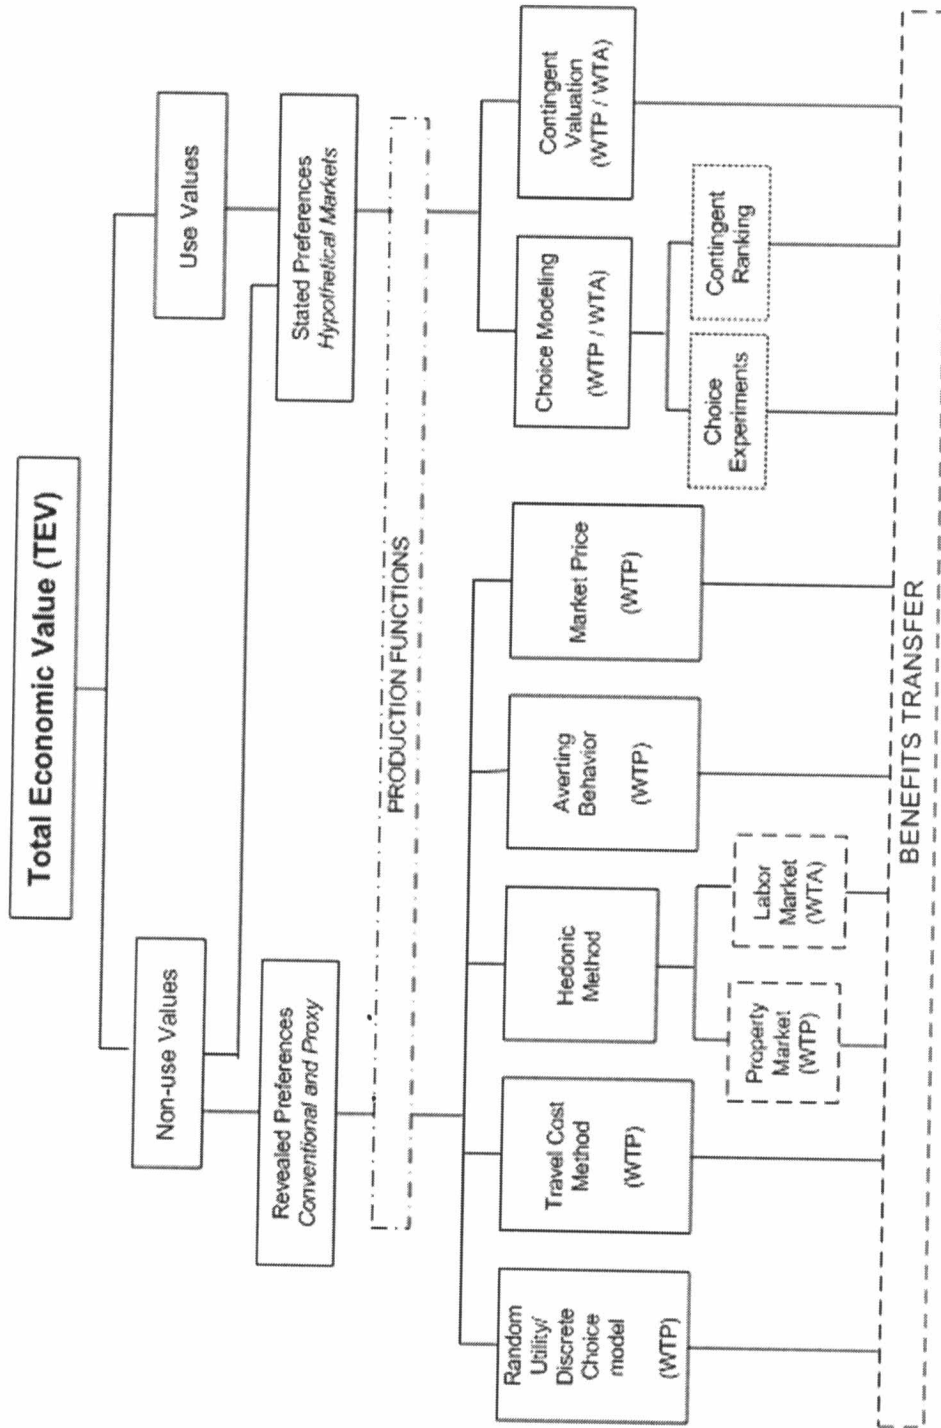 Total Economic Value (TEV)
Non-use Values
Use Values
Revealed Preferences
Conventional and Proxy
Stated Preferences
Hypothetical Markets
PRODUCTION FUNCTIONS
Random
Utility/
Discrete
Choice
model
(WTP)
Travel Cost
Method
(WTP)
Hedonic
Method
Averting
Behavior
(WTP)
Market Price
(WTP)
Choice Modeling
(WTP / WTA)
Contingent
Valuation
(WTP / WTA)
Property
Market
(WTP)
Labor
Market
(WTA)
Choice
Experiments
Contingent
Ranking
BENEFITS TRANSFER